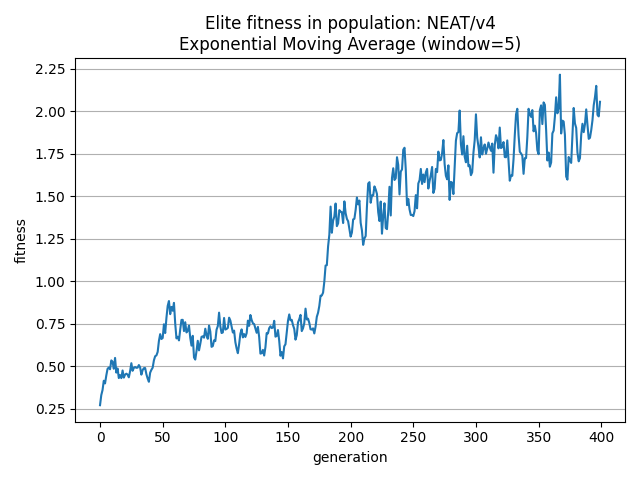 Elite fitness in population: NEAT/v4
Exponential Moving Average (window=5)
2.25
2.00
1.75
1.50
1.25
1.00
0.75
0.50
0.25
fitness
0 50 100 150 200 250 300 350 400
generation